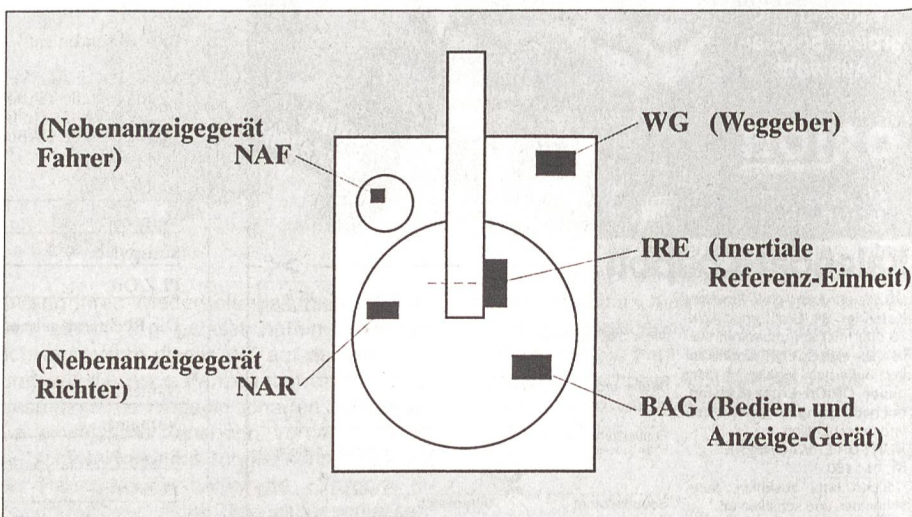 (Nebenanzeigegerät
Fahrer) NAF
WG (Weggeber)
IRE (Inertiale
Referenz-Einheit)
(Nebenanzeigegerät
Richter) NAR
BAG (Bedien- und
Anzeige-Gerät)